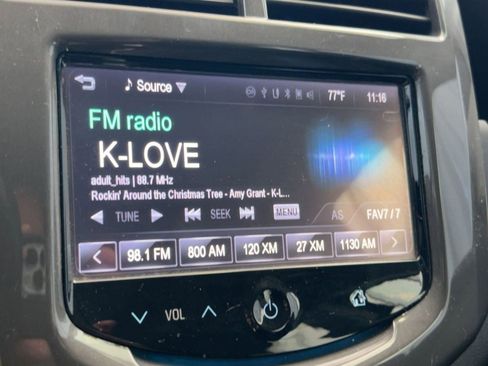 Source 77°F 11:16
FM radio
K-LOVE
adult_hits | 88.7 MHz
Rockin' Around the Christmas Tree - Amy Grant - K-L...
TUNE SEEK MENU AS FAV7 / 7
98.1 FM 800 AM 120 XM 27 XM 1130 AM
VOL